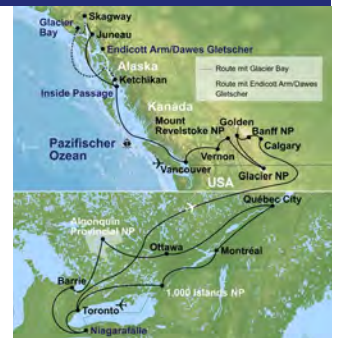 Skagway
Glacier
Bay
Juneau
Endicott Arm/Dawes Gletscher
Alaska
Ketchikan
Inside Passage
Route mit Glacier Bay
Route mit Endicott Arm/Dawes
Gletscher
Kanada
Mount
Revelstoke NP
Golden
Banff NP
Calgary
Pazifischer
Ozean
Vernon
Vancouver
Glacier NP
USA
Québec City
Algonquin
Provincial NP
Ottawa
Montréal
Barrie
1.000 Islands NP
Toronto
Niagarafälle